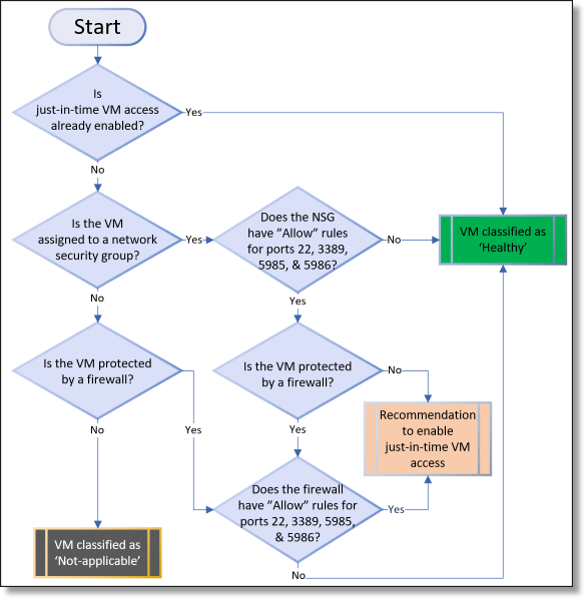 Start
Is
just-in-time VM access
already enabled?
Yes
No
Is the VM
assigned to a network
security group?
Yes
Does the NSG
have ”Allow” rules
for ports 22, 3389,
5985, & 5986?
No
VM classified as
‘Healthy’
No
Yes
Is the VM protected
by a firewall?
Is the VM protected
by a firewall?
No
Recommendation
to enable
just-in-time VM
access
No
Yes
Yes
Does the firewall
have ”Allow” rules for
ports 22, 3389, 5985,
& 5986?
Yes
VM classified as
‘Not-applicable’
No